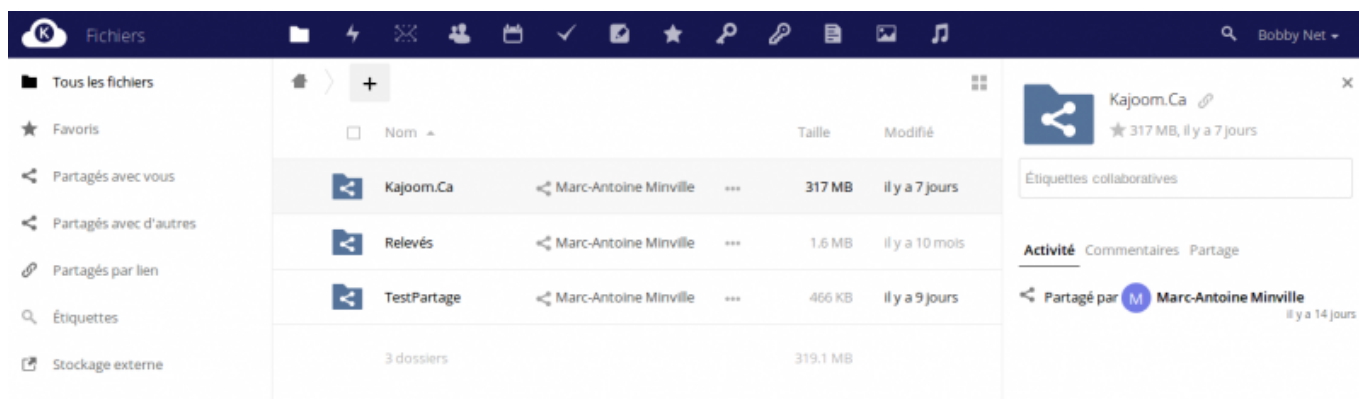 K Fichiers Bobby Net
Tous les fichiers
Favoris
Partagés avec vous
Partagés avec d'autres
Partagés par lien
Étiquettes
Stockage externe
+
Nom Taille Modifié
Kajoom.Ca Marc-Antoine Minville ••• 317 MB il y a 7 jours
Relevés Marc-Antoine Minville ••• 1.6 MB il y a 10 mois
TestPartage Marc-Antoine Minville ••• 466 KB il y a 9 jours
3 dossiers 319.1 MB
Kajoom.Ca
317 MB, il y a 7 jours
Étiquettes collaboratives
Activité Commentaires Partage
Partagé par M Marc-Antoine Minville
il y a 14 jours